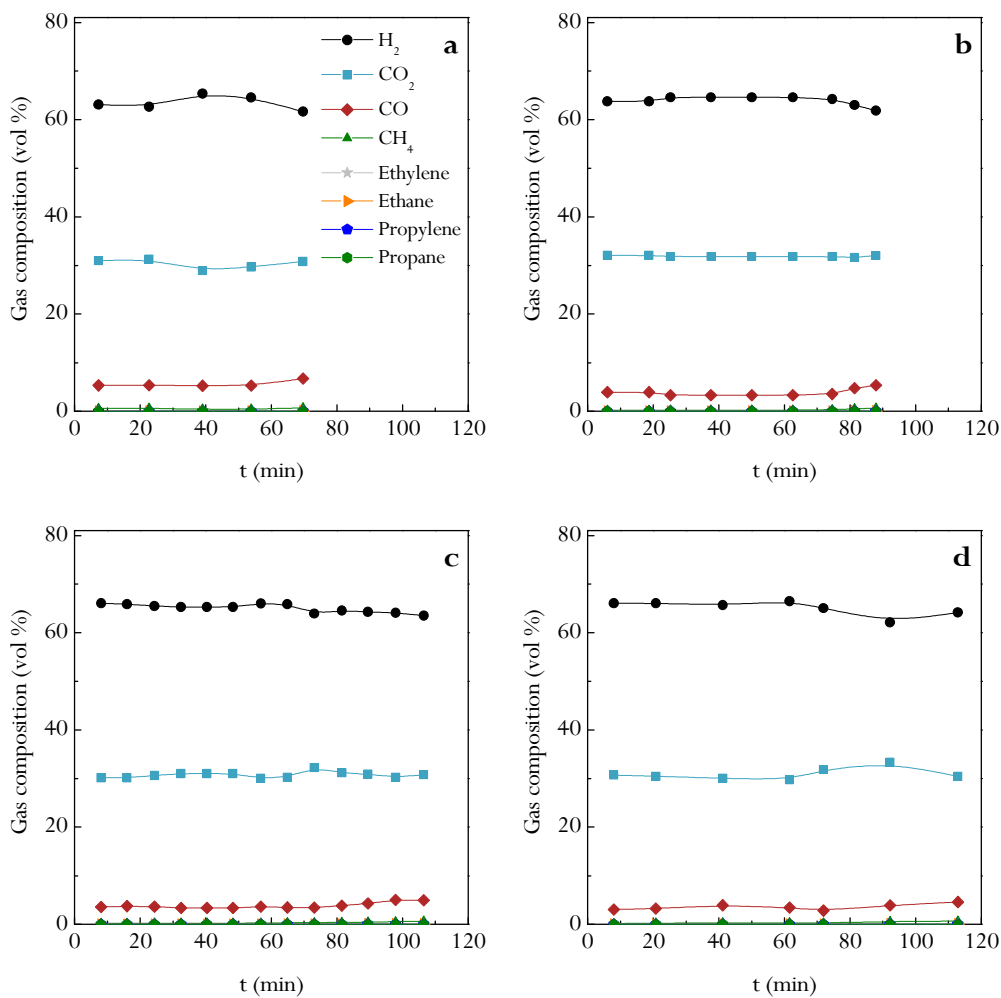 a
H2
CO2
CO
CH4
Ethylene
Ethane
Propylene
Propane
Gas composition (vol %)
80
60
40
20
0
0 20 40 60 80 100 120
t (min)
b
Gas composition (vol %)
80
60
40
20
0
0 20 40 60 80 100 120
t (min)
c
Gas composition (vol %)
80
60
40
20
0
0 20 40 60 80 100 120
t (min)
d
Gas composition (vol %)
80
60
40
20
0
0 20 40 60 80 100 120
t (min)